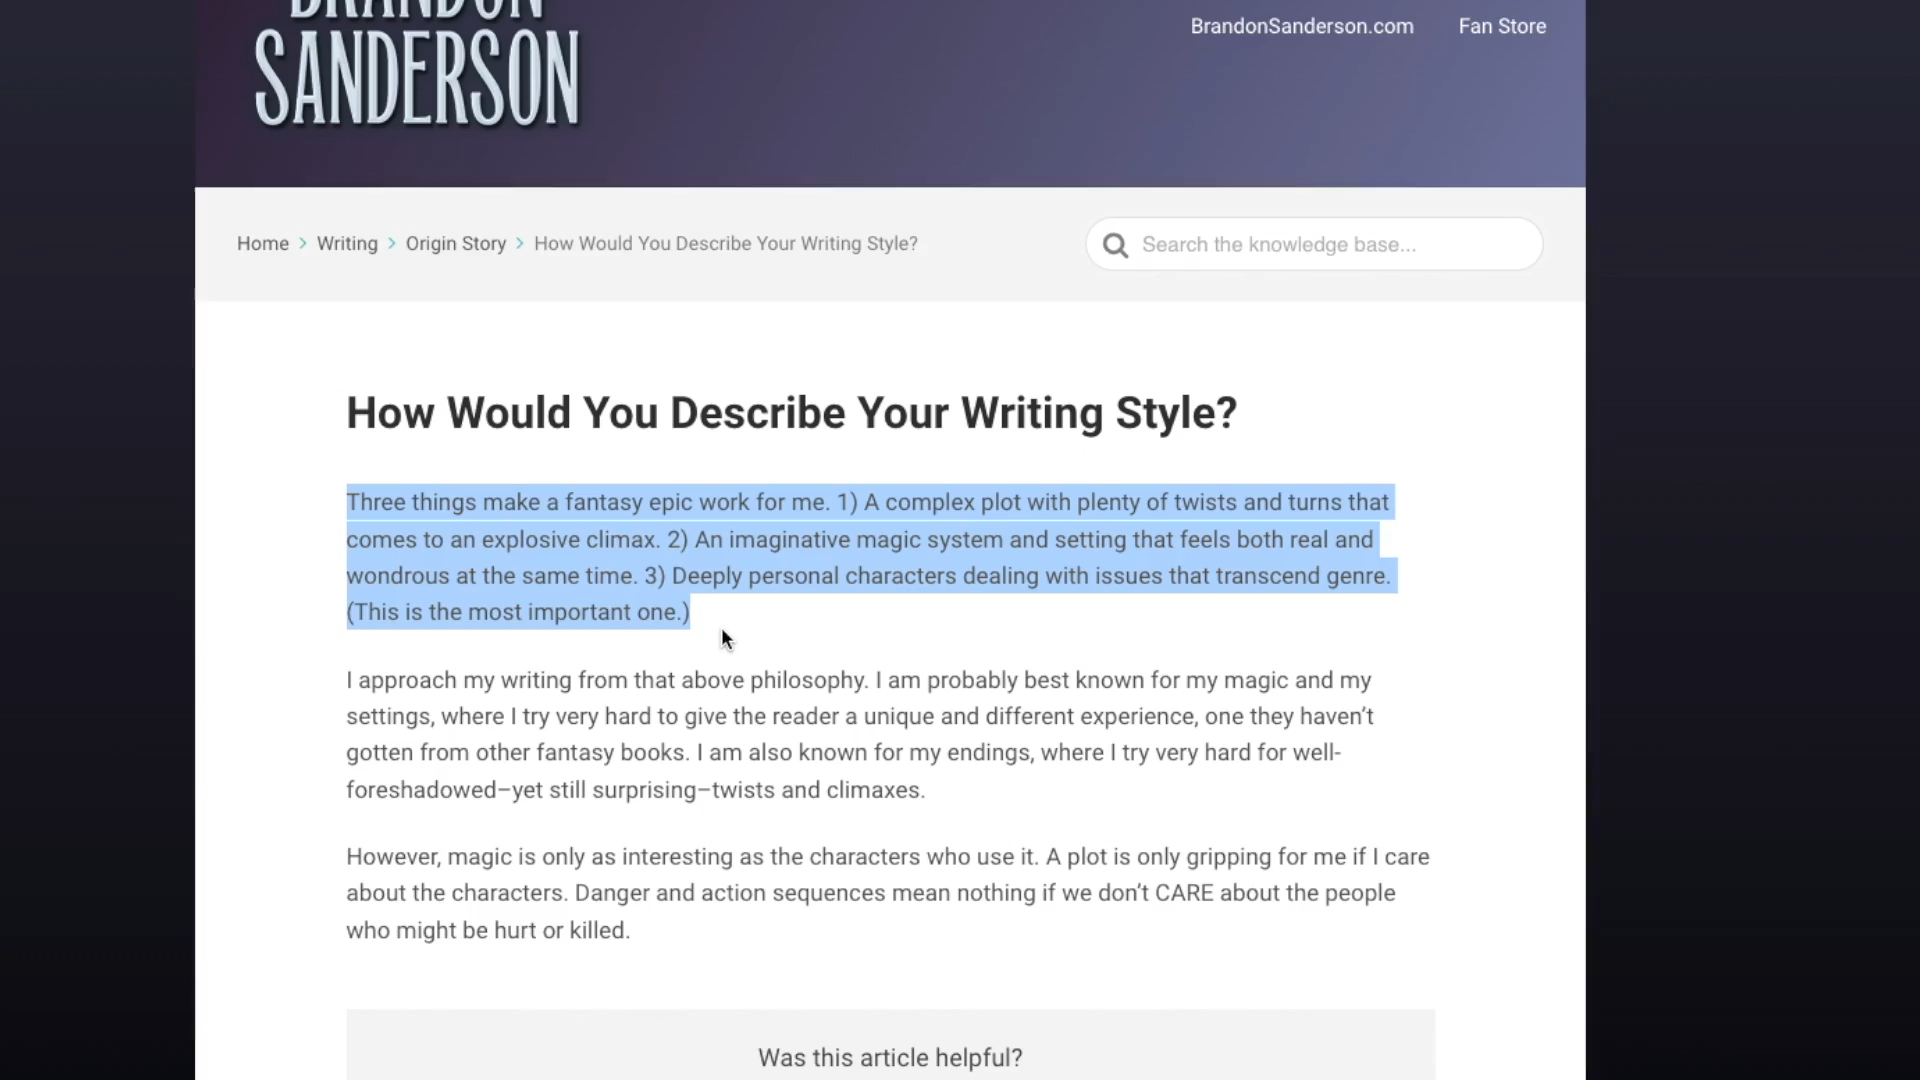 BRANDON
SANDERSON
BrandonSanderson.com
Fan Store
Home > Writing > Origin Story > How Would You Describe Your Writing Style?
Search the knowledge base...
How Would You Describe Your Writing Style?
Three things make a fantasy epic work for me. 1) A complex plot with plenty of twists and turns that
comes to an explosive climax. 2) An imaginative magic system and setting that feels both real and
wondrous at the same time. 3) Deeply personal characters dealing with issues that transcend genre.
(This is the most important one.)
I approach my writing from that above philosophy. I am probably best known for my magic and my
settings, where I try very hard to give the reader a unique and different experience, one they haven’t
gotten from other fantasy books. I am also known for my endings, where I try very hard for well-
foreshadowed–yet still surprising–twists and climaxes.
However, magic is only as interesting as the characters who use it. A plot is only gripping for me if I care
about the characters. Danger and action sequences mean nothing if we don’t CARE about the people
who might be hurt or killed.
Was this article helpful?